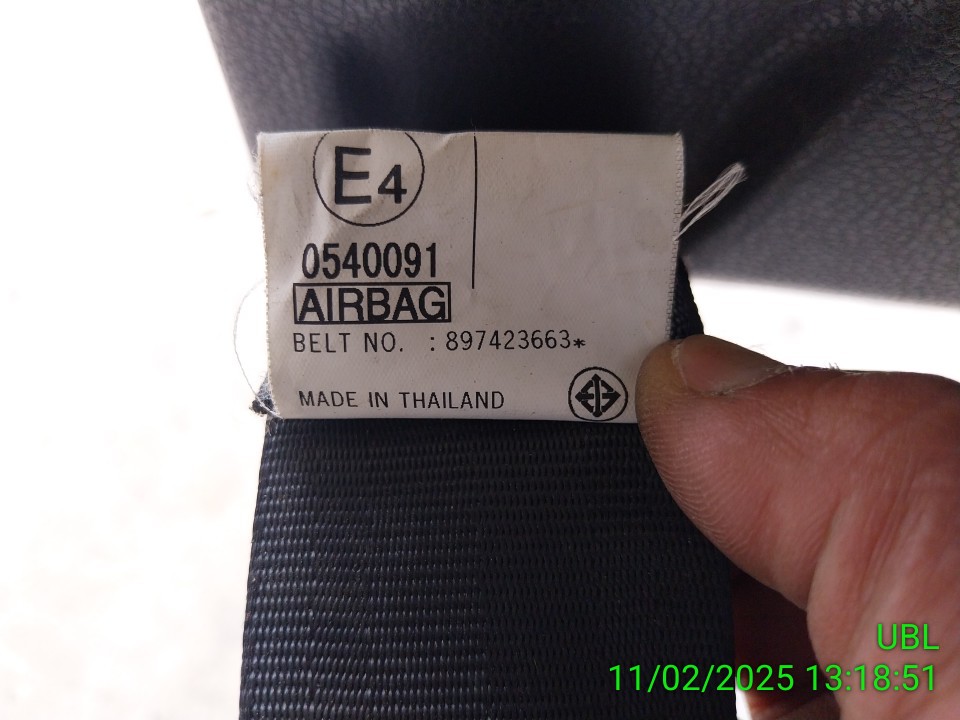 E4
0540091
AIRBAG
BELT NO. : 897423663*
MADE IN THAILAND
UBL
11/02/2025 13:18:51